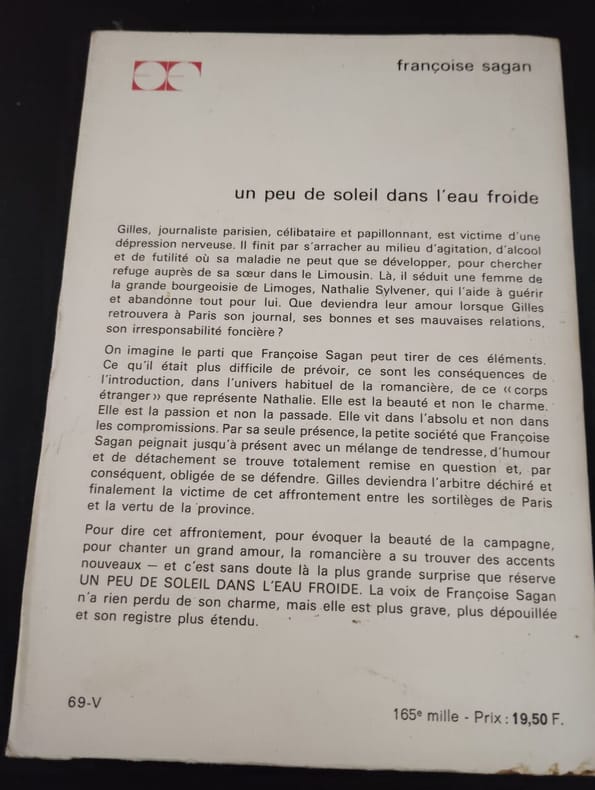 françoise sagan
un peu de soleil dans l'eau froide
Gilles, journaliste parisien, célibataire et papillonnant, est victime d'une
dépression nerveuse. Il finit par s'arracher au milieu d'agitation, d'alcool
et de futilité où sa maladie ne peut que se développer, pour chercher
refuge auprès de sa sœur dans le Limousin. Là, il séduit une femme de
la grande bourgeoisie de Limoges, Nathalie Sylvener, qui l'aide à guérir
et abandonne tout pour lui. Que deviendra leur amour lorsque Gilles
retrouvera à Paris son journal, ses bonnes et ses mauvaises relations,
son irresponsabilité foncière ?
On imagine le parti que Françoise Sagan peut tirer de ces éléments.
Ce qu'il était plus difficile de prévoir, ce sont les conséquences de
l'introduction, dans l'univers habituel de la romancière, de ce « corps
étranger » que représente Nathalie. Elle est la beauté et non le charme.
Elle est la passion et non la passade. Elle vit dans l'absolu et non dans
les compromissions. Par sa seule présence, la petite société que Françoise
Sagan peignait jusqu'à présent avec un mélange de tendresse, d'humour
et de détachement se trouve totalement remise en question et, par
conséquent, obligée de se défendre. Gilles deviendra l'arbitre déchiré et
finalement la victime de cet affrontement entre les sortilèges de Paris
et la vertu de la province.
Pour dire cet affrontement, pour évoquer la beauté de la campagne,
pour chanter un grand amour, la romancière a su trouver des accents
nouveaux — et c'est sans doute là la plus grande surprise que réserve
UN PEU DE SOLEIL DANS L'EAU FROIDE. La voix de Françoise Sagan
n'a rien perdu de son charme, mais elle est plus grave, plus dépouillée
et son registre plus étendu.
69-V
165e mille - Prix : 19,50 F.